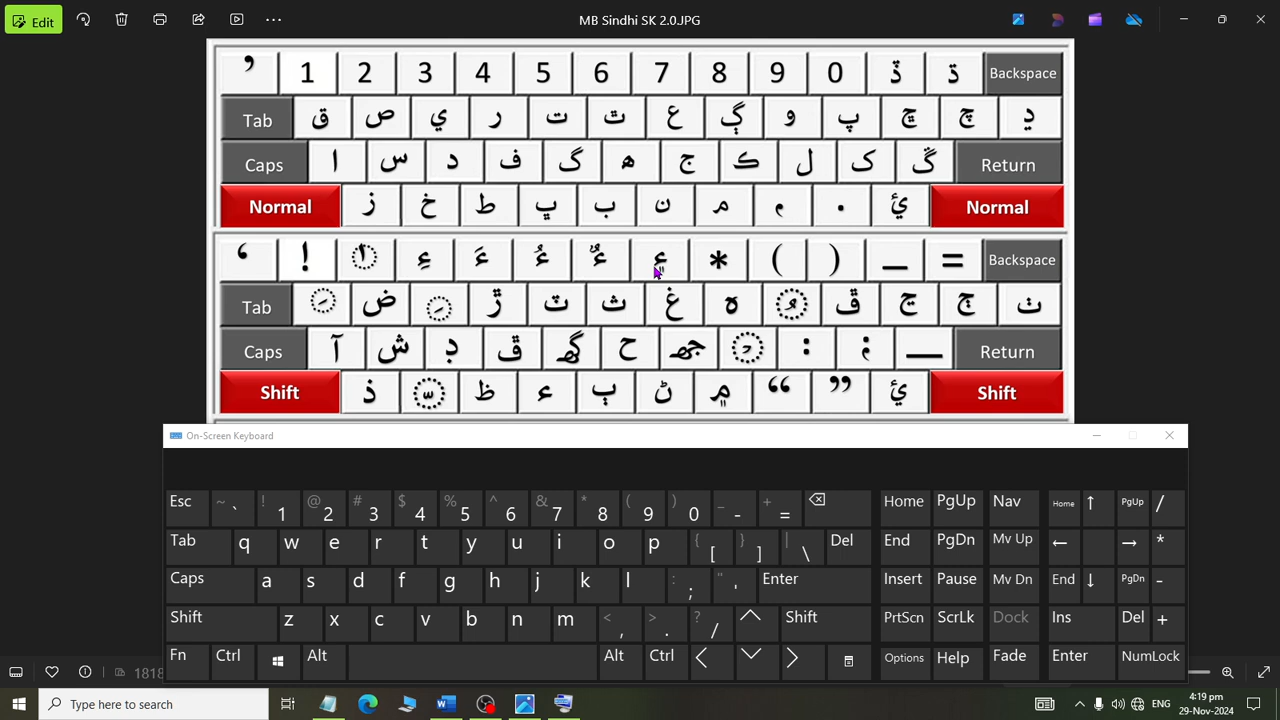 Edit
MB Sindhi SK 2.0.JPG
’ 1 2 3 4 5 6 7 8 9 0 ڏ ڌ Backspace
Tab ق ص ي ر ت ٿ ع ڳ و پ ڇ چ ڍ
Caps ا س د ف گ ه ج ڪ ل ک ڱ Return
Normal ز خ ط ڀ ب ن م ، . ئ Normal
‘ ! ءِ ءَ ءُ * ( ) _ = Backspace
Tab ض ڙ ٽ ث غ ھ ڦ ڃ ٺ
Caps آ ش ڊ ڦ گھ ح جھ : ؛ Return
Shift ذ ظ ء ٻ ڻ ۾ “ ” ئ Shift
On-Screen Keyboard
Esc ~ ` ! 1 @ 2 # 3 $ 4 % 5 ^ 6 & 7 * 8 ( 9 ) 0 _ - + = Home PgUp Nav Home PgUp /
Tab q w e r t y u i o p { [ } ] | \ Del End PgDn Mv Up *
Caps a s d f g h j k l : ; " ' Enter Insert Pause Mv Dn End PgDn -
Shift z x c v b n m < , > . ? / Shift PrtScn ScrLk Dock Ins Del +
Fn Ctrl Alt Alt Ctrl Options Help Fade Enter NumLock
Type here to search
ENG
4:19 pm
29-Nov-2024